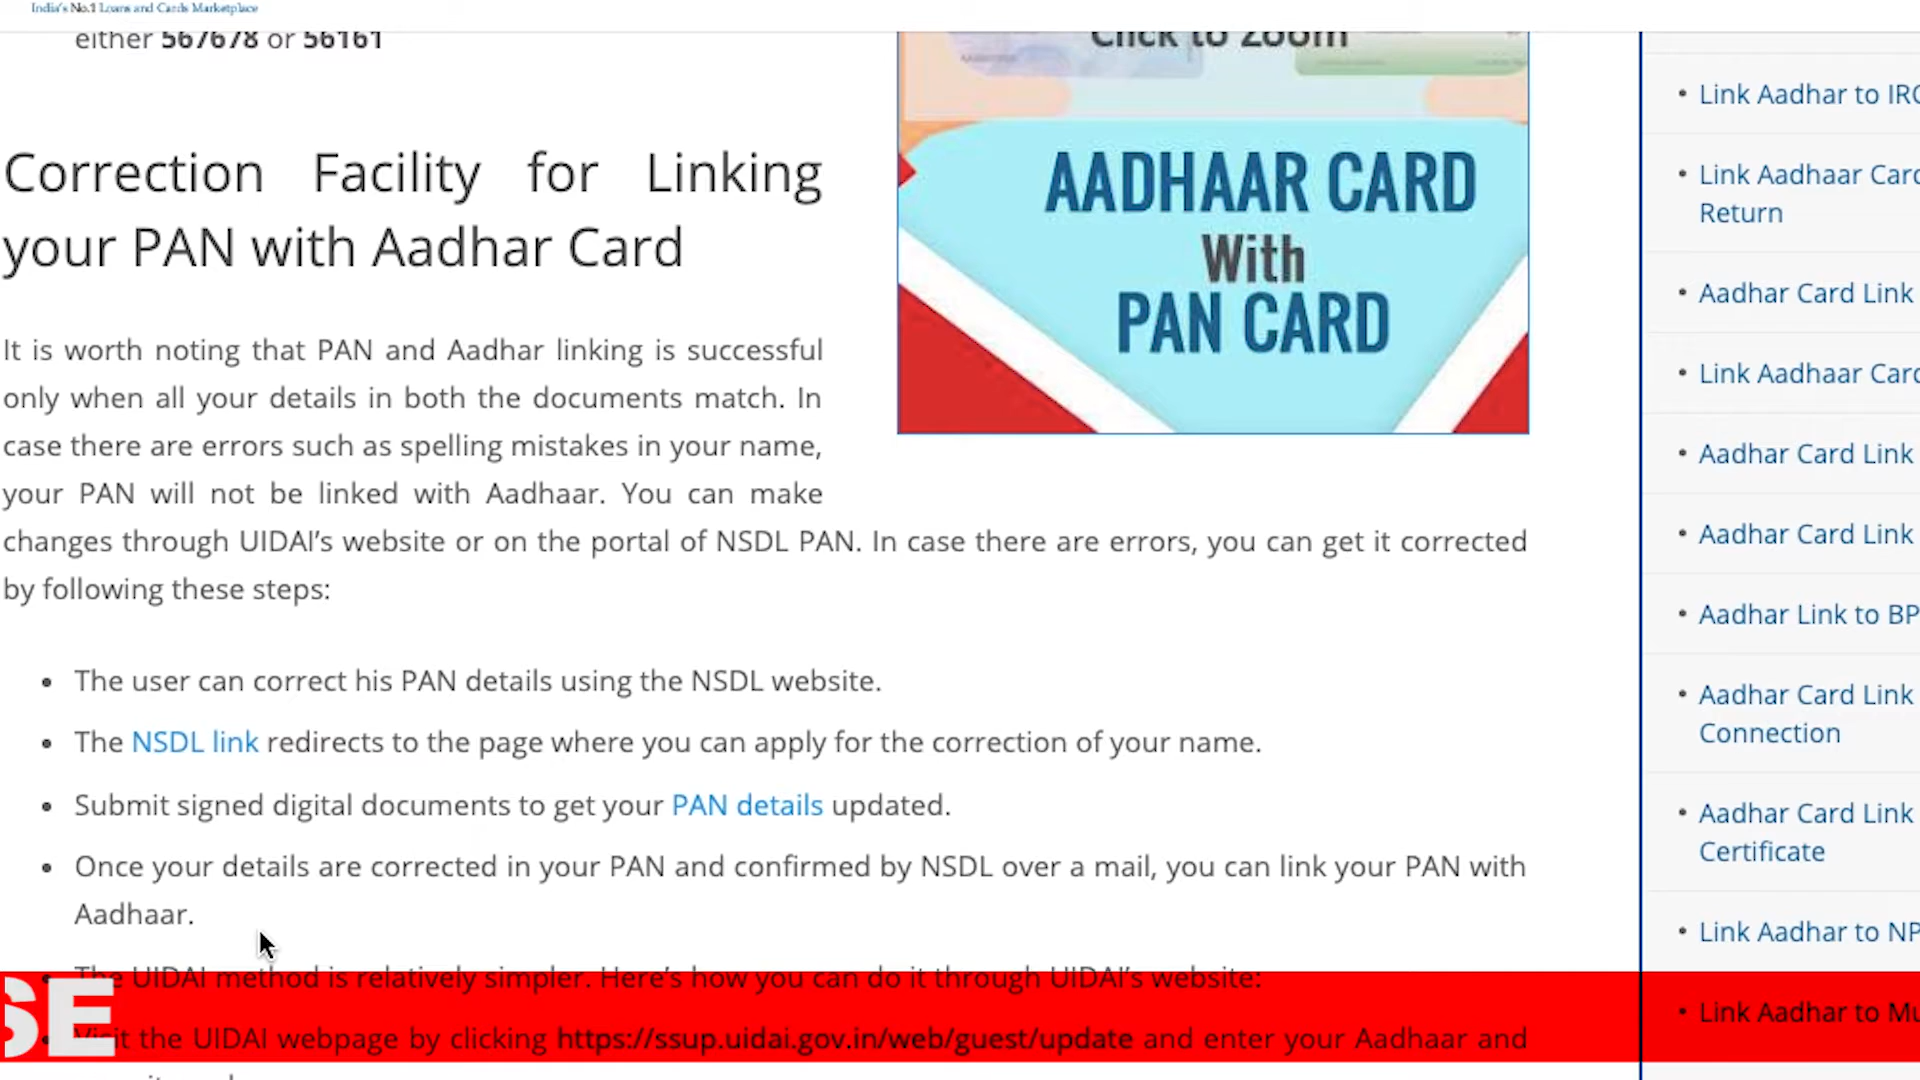 India's No.1 Loans and Cards Marketplace
either 567678 or 56161
Click to Zoom
Correction Facility for Linking
your PAN with Aadhar Card
AADHAAR CARD
With
PAN CARD
It is worth noting that PAN and Aadhar linking is successful
only when all your details in both the documents match. In
case there are errors such as spelling mistakes in your name,
your PAN will not be linked with Aadhaar. You can make
changes through UIDAI’s website or on the portal of NSDL PAN. In case there are errors, you can get it corrected
by following these steps:
• The user can correct his PAN details using the NSDL website.
• The NSDL link redirects to the page where you can apply for the correction of your name.
• Submit signed digital documents to get your PAN details updated.
• Once your details are corrected in your PAN and confirmed by NSDL over a mail, you can link your PAN with
Aadhaar.
• The UIDAI method is relatively simpler. Here’s how you can do it through UIDAI’s website:
SE
Visit the UIDAI webpage by clicking https://ssup.uidai.gov.in/web/guest/update and enter your Aadhaar and
• Link Aadhar to IRC
• Link Aadhaar Card
Return
• Aadhar Card Link
• Link Aadhaar Card
• Aadhar Card Link
• Aadhar Card Link
• Aadhar Link to BP
• Aadhar Card Link
Connection
• Aadhar Card Link
Certificate
• Link Aadhar to NP
• Link Aadhar to Mu